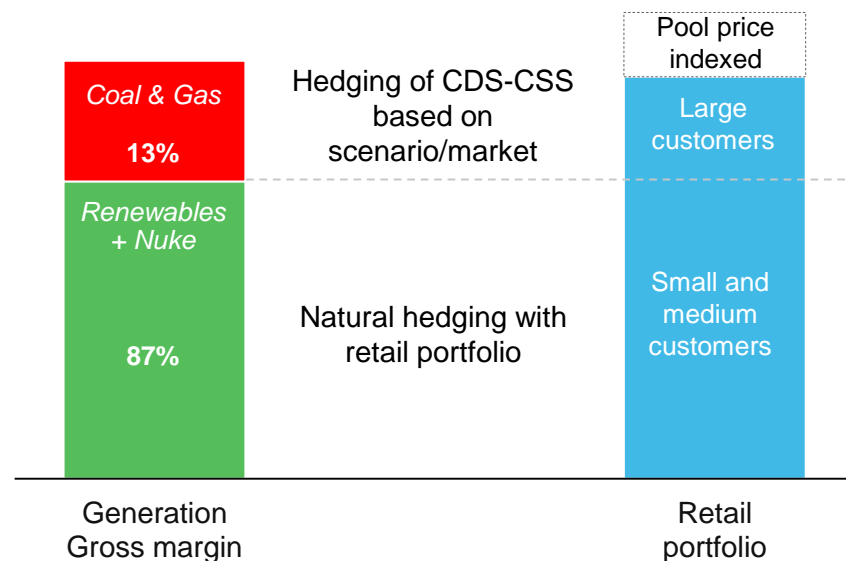 Coal & Gas
13%
Renewables
+ Nuke
87%
Generation
Gross margin
Hedging of CDS-CSS
based on
scenario/market
Natural hedging with
retail portfolio
Pool price
indexed
Large
customers
Small and
medium
customers
Retail
portfolio